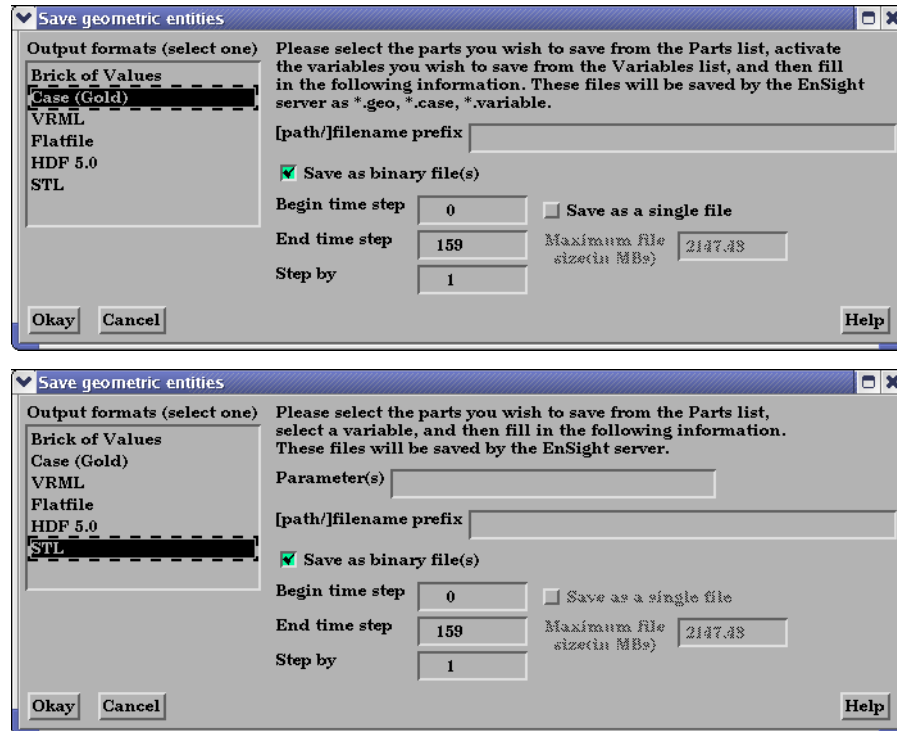 Save geometric entities
Output formats (select one)
Brick of Values
Case (Gold)
VRML
Flatfile
HDF 5.0
STL
Please select the parts you wish to save from the Parts list, activate
the variables you wish to save from the Variables list, and then fill
in the following information. These files will be saved by the EnSight
server as *.geo, *.case, *.variable.
[path/]filename prefix
Save as binary file(s)
Begin time step 0
Save as a single file
End time step 159
Maximum file
size(in MBs) 2147.48
Step by 1
Okay Cancel Help
Save geometric entities
Output formats (select one)
Brick of Values
Case (Gold)
VRML
Flatfile
HDF 5.0
STL
Please select the parts you wish to save from the Parts list,
select a variable, and then fill in the following information.
These files will be saved by the EnSight server.
Parameter(s)
[path/]filename prefix
Save as binary file(s)
Begin time step 0
Save as a single file
End time step 159
Maximum file
size(in MBs) 2147.48
Step by 1
Okay Cancel Help